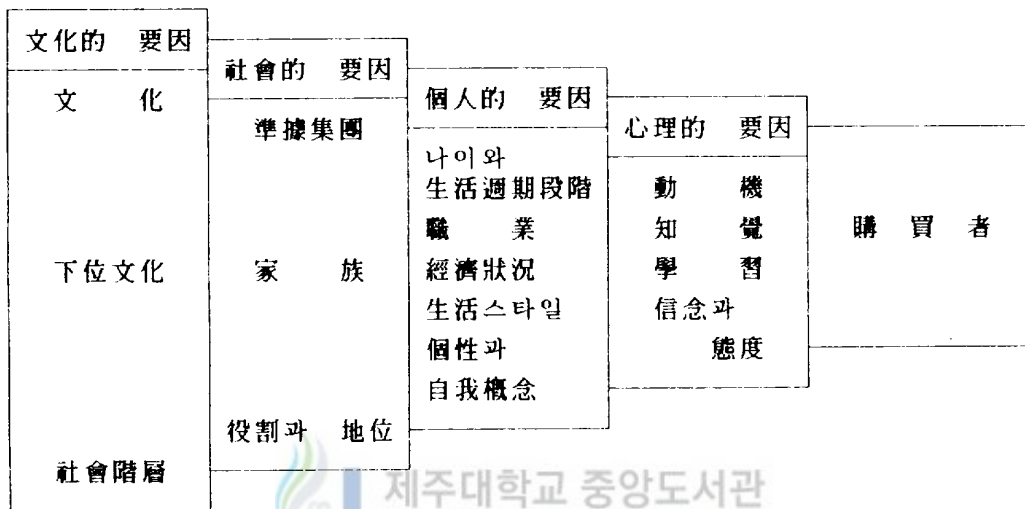 文化的 要因
文化
下位文化
社會階層
社會的 要因
準據集團
家族
役割과 地位
個人的 要因
나이와
生活週期段階
職業
經濟狀況
生活스타일
個性과
自我槪念
心理的 要因
動機
知覺
學習
信念과
態度
購買者
제주대학교 중앙도서관